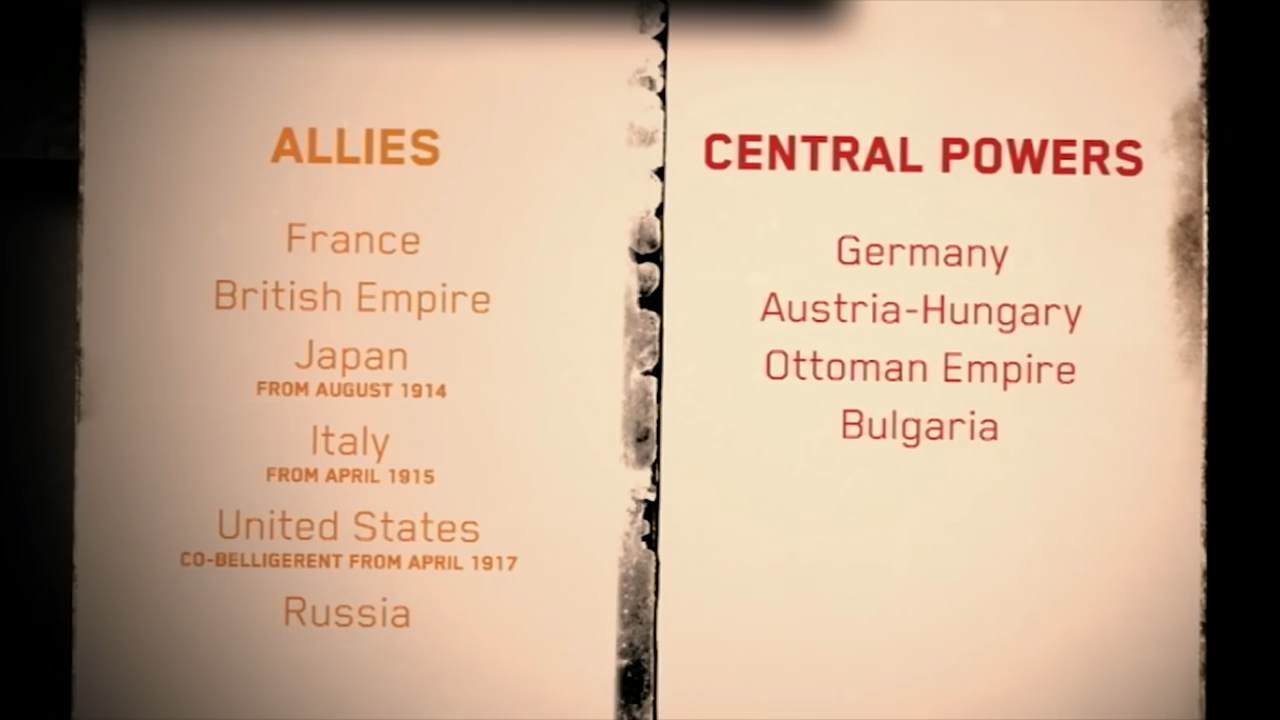 ALLIES
France
British Empire
Japan
FROM AUGUST 1914
Italy
FROM APRIL 1915
United States
CO-BELLIGERENT FROM APRIL 1917
Russia
CENTRAL POWERS
Germany
Austria-Hungary
Ottoman Empire
Bulgaria